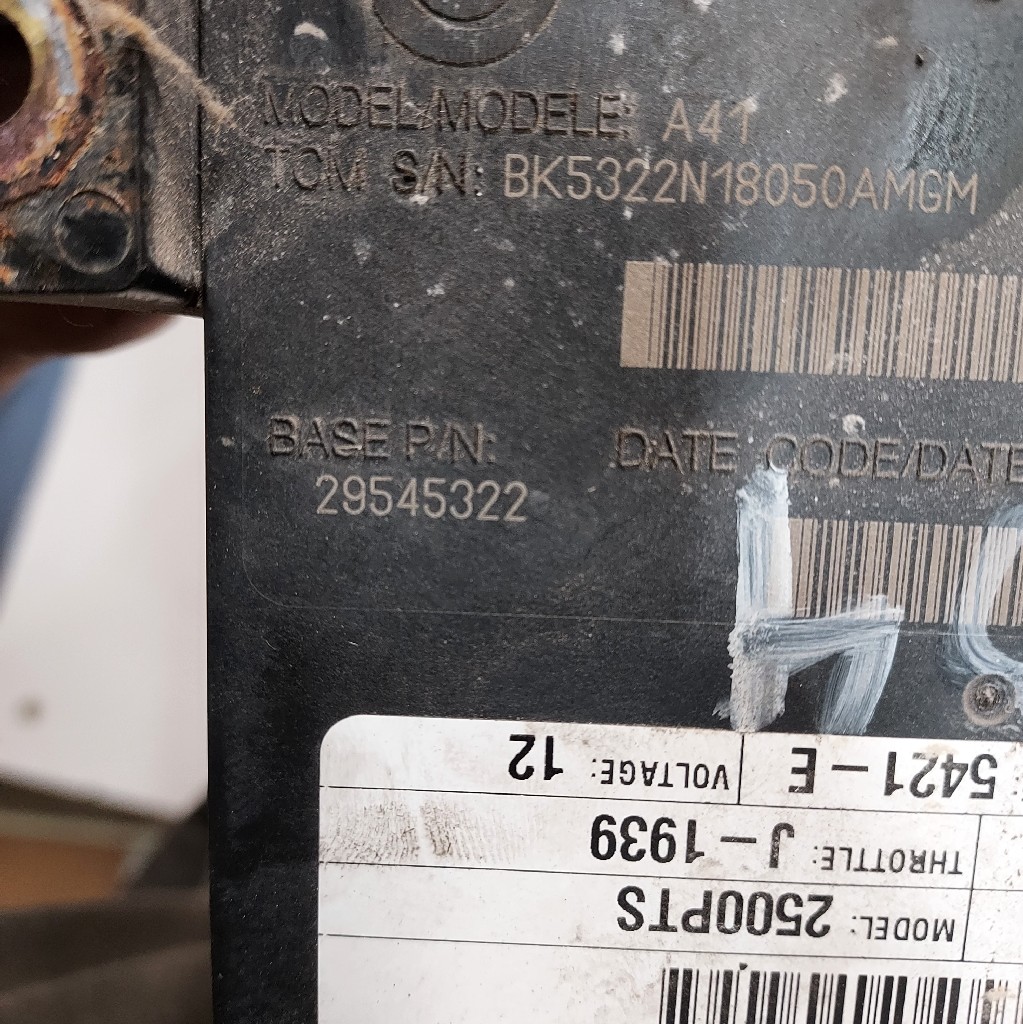 MODEL/MODELE: A41
TCM S/N: BK5322N18050AMGM
BASE P/N: DATE CODE/DATE
29545322
MODEL: 2500PTS
THROTTLE: J-1939
5421-E VOLTAGE: 12